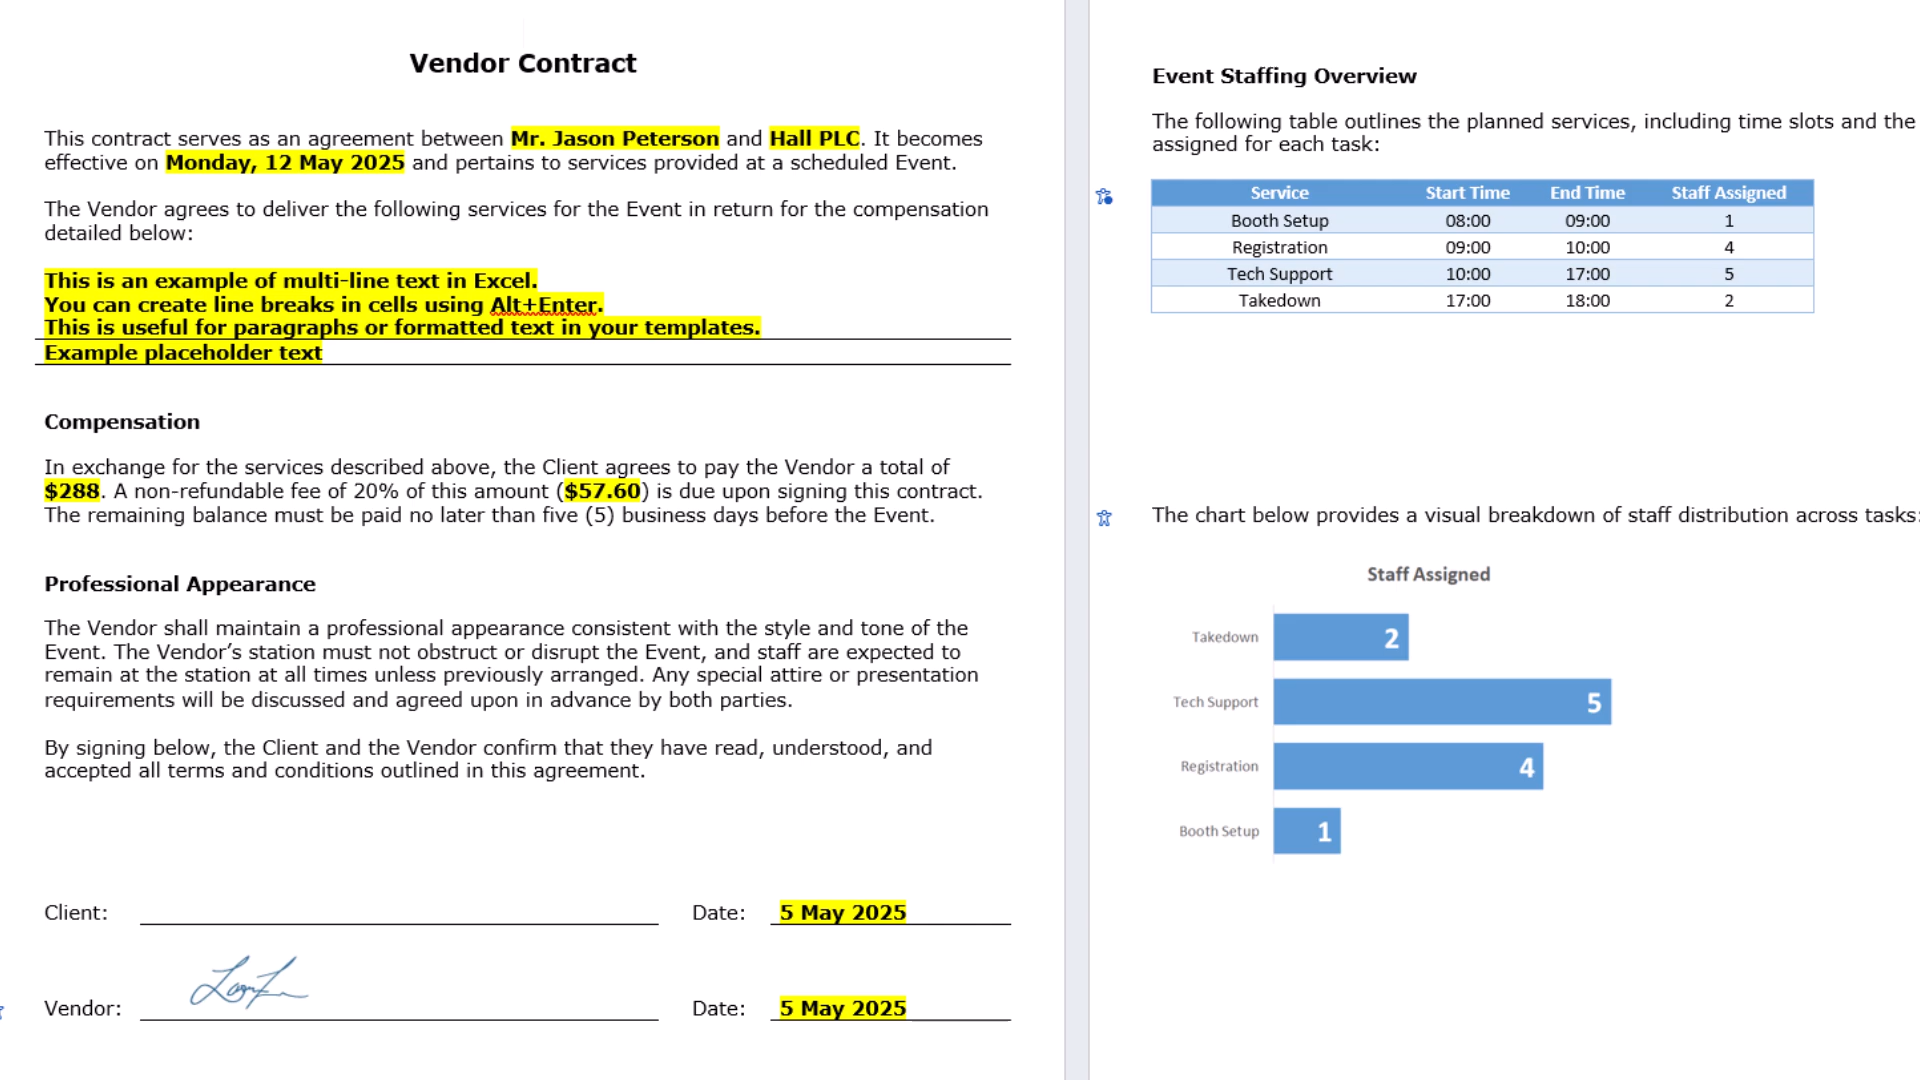 Vendor Contract
This contract serves as an agreement between Mr. Jason Peterson and Hall PLC. It becomes
effective on Monday, 12 May 2025 and pertains to services provided at a scheduled Event.
The Vendor agrees to deliver the following services for the Event in return for the compensation
detailed below:
This is an example of multi-line text in Excel.
You can create line breaks in cells using Alt+Enter.
This is useful for paragraphs or formatted text in your templates.
Example placeholder text
Compensation
In exchange for the services described above, the Client agrees to pay the Vendor a total of
$288. A non-refundable fee of 20% of this amount ($57.60) is due upon signing this contract.
The remaining balance must be paid no later than five (5) business days before the Event.
Professional Appearance
The Vendor shall maintain a professional appearance consistent with the style and tone of the
Event. The Vendor’s station must not obstruct or disrupt the Event, and staff are expected to
remain at the station at all times unless previously arranged. Any special attire or presentation
requirements will be discussed and agreed upon in advance by both parties.
By signing below, the Client and the Vendor confirm that they have read, understood, and
accepted all terms and conditions outlined in this agreement.
Client: Date: 5 May 2025
Vendor: Date: 5 May 2025
Event Staffing Overview
The following table outlines the planned services, including time slots and the
assigned for each task:
Service Start Time End Time Staff Assigned
Booth Setup 08:00 09:00 1
Registration 09:00 10:00 4
Tech Support 10:00 17:00 5
Takedown 17:00 18:00 2
The chart below provides a visual breakdown of staff distribution across tasks:
Staff Assigned
Takedown 2
Tech Support 5
Registration 4
Booth Setup 1